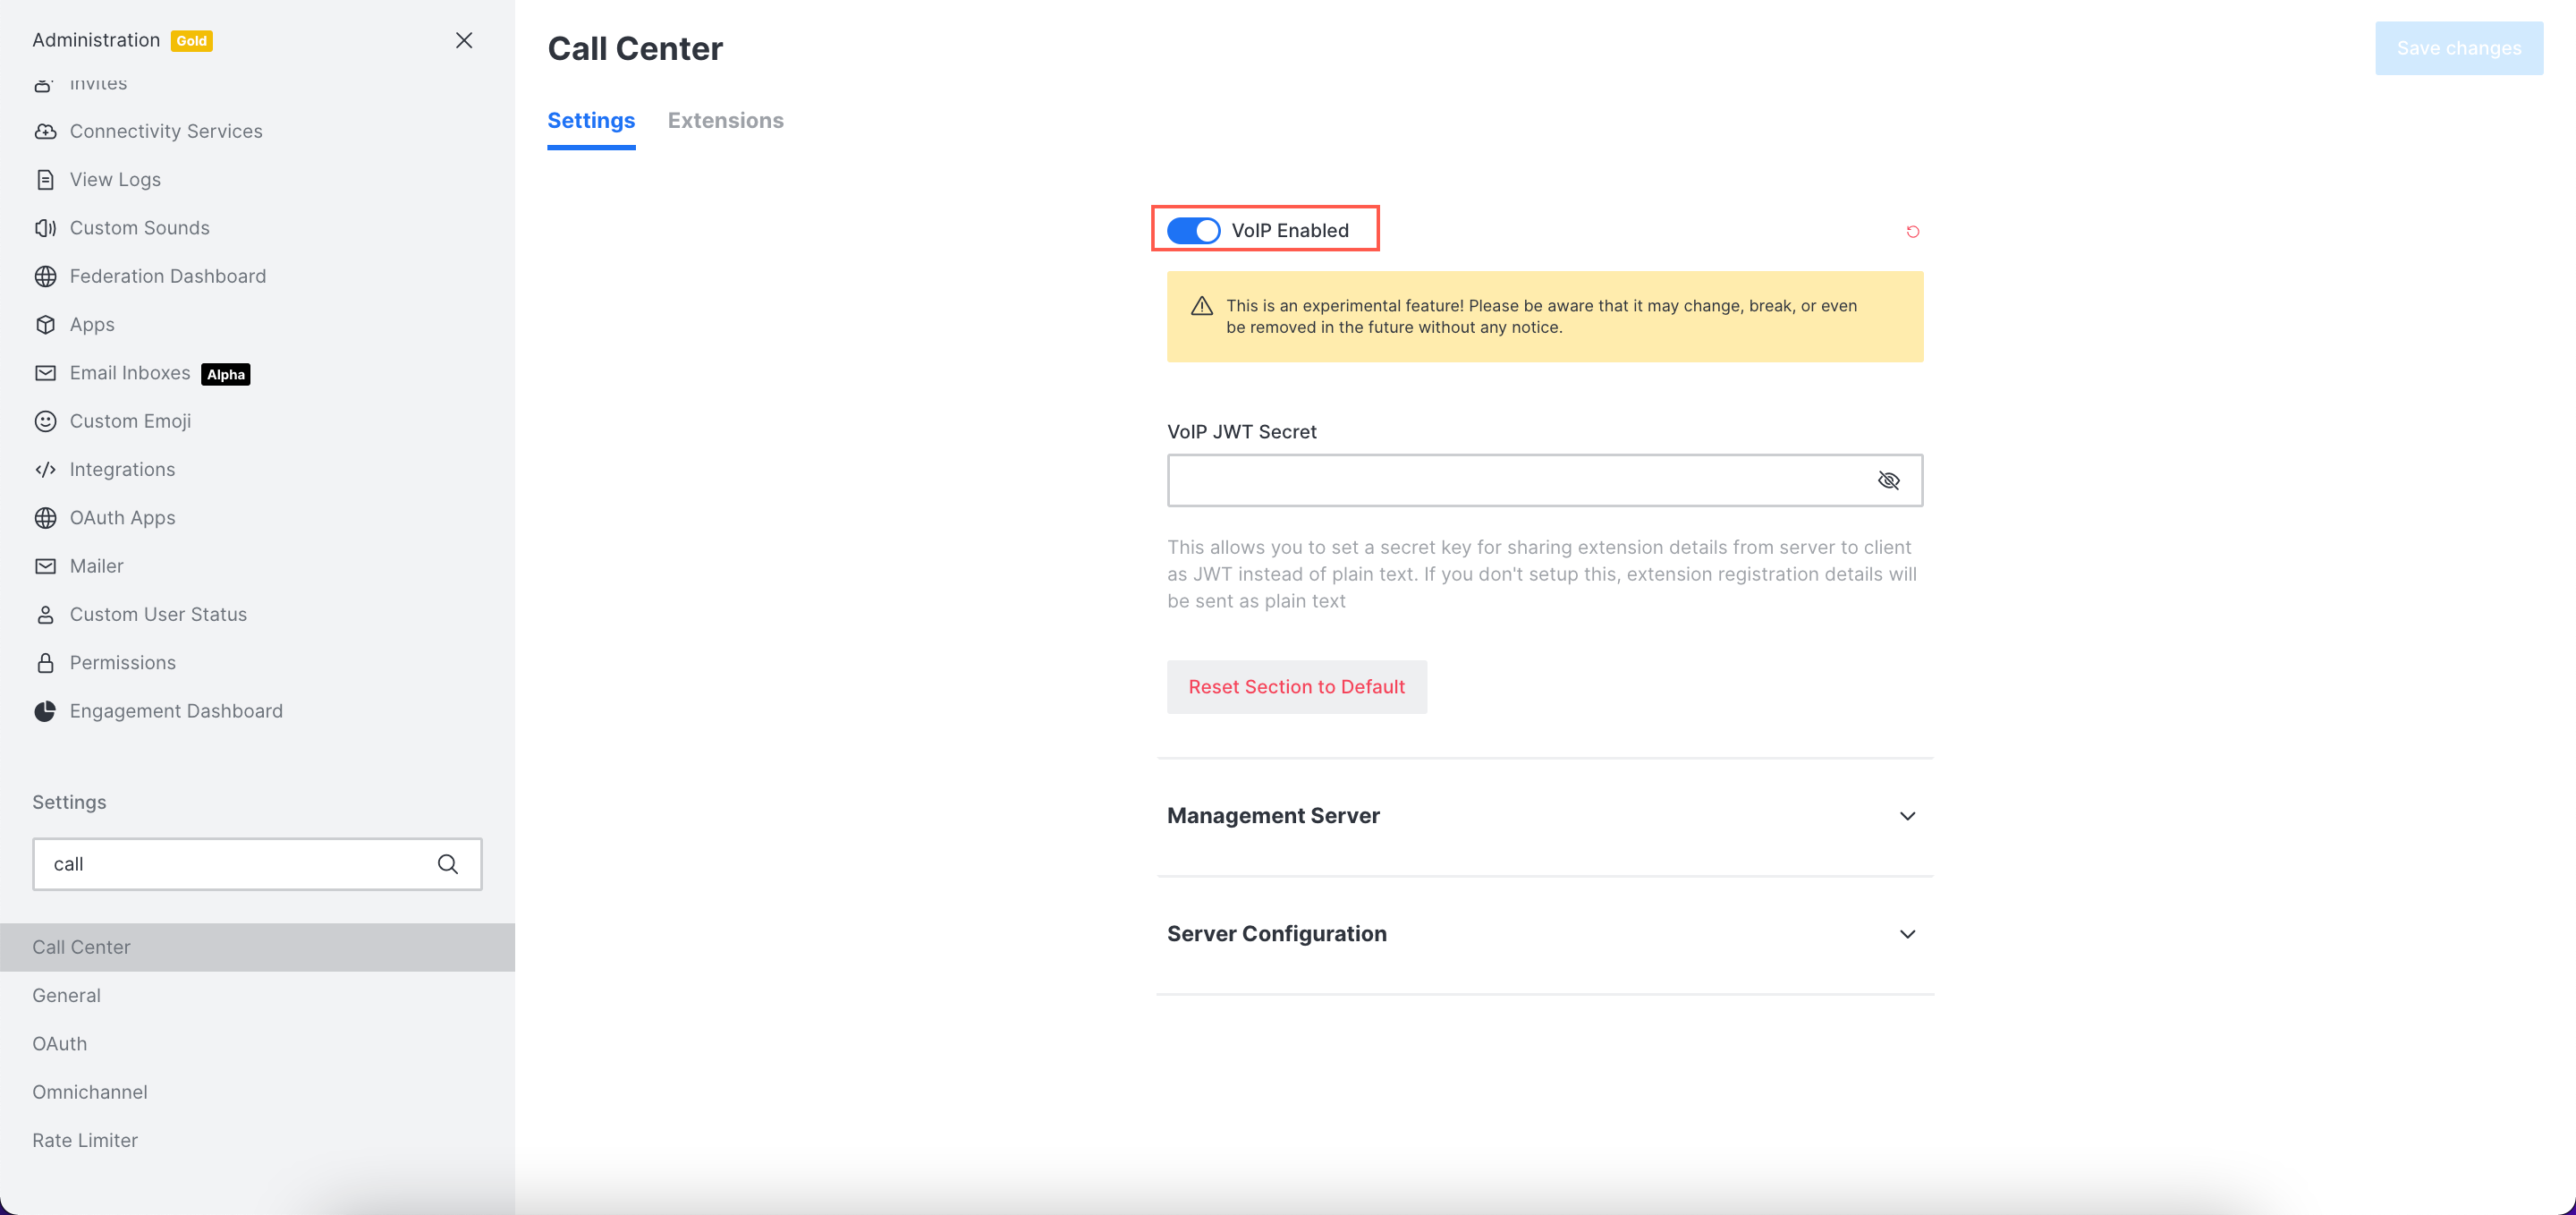 Administration Gold
Invites
Connectivity Services
View Logs
Custom Sounds
Federation Dashboard
Apps
Email Inboxes Alpha
Custom Emoji
Integrations
OAuth Apps
Mailer
Custom User Status
Permissions
Engagement Dashboard
Settings
call
Call Center
General
OAuth
Omnichannel
Rate Limiter
Call Center
Save changes
Settings Extensions
VoIP Enabled
This is an experimental feature! Please be aware that it may change, break, or even
be removed in the future without any notice.
VoIP JWT Secret
This allows you to set a secret key for sharing extension details from server to client
as JWT instead of plain text. If you don't setup this, extension registration details will
be sent as plain text
Reset Section to Default
Management Server
Server Configuration